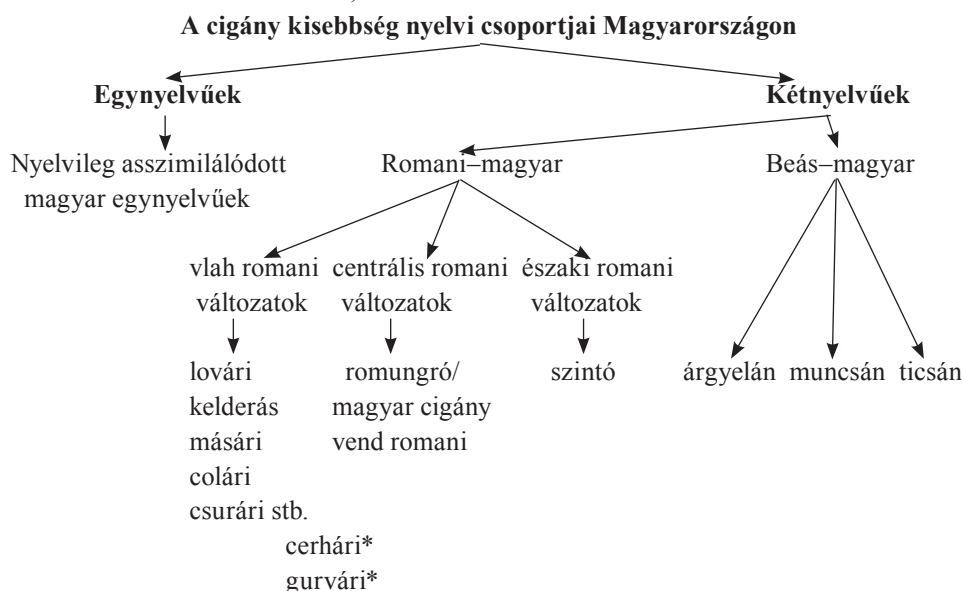 A cigány kisebbség nyelvi csoportjai Magyarországon
Egynyelvűek
Kétnyelvűek
Nyelvileg asszimilálódott
magyar egynyelvűek
Romani–magyar
Beás–magyar
vlah romani
változatok
centrális romani
változatok
északi romani
változatok
lovári
kelderás
másári
colári
csurári stb.
romungró/
magyar cigány
vend romani
szintó
árgyelán
muncsán
ticsán
cerhári*
gurvári*